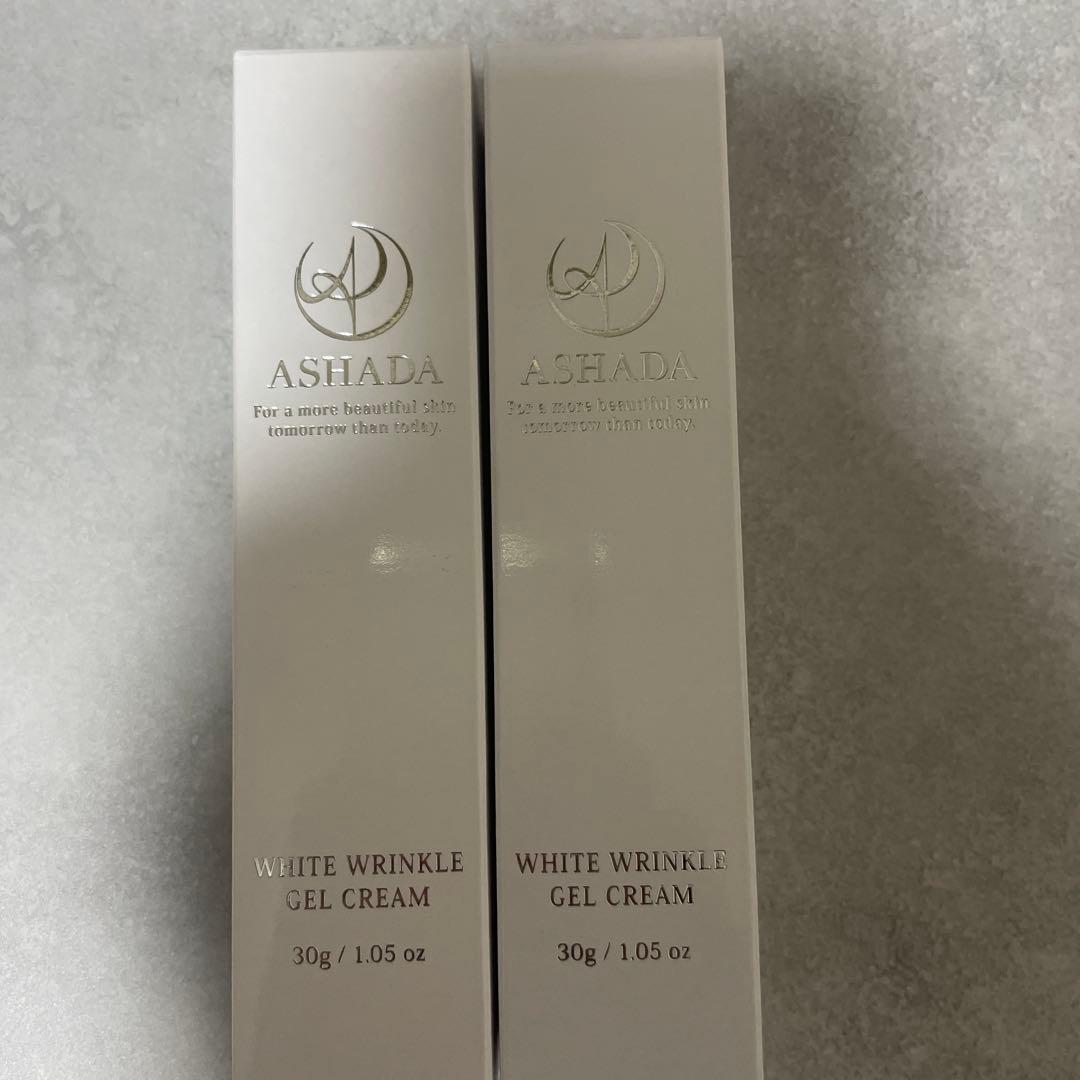 ASHADA
For a more beautiful skin
tomorrow than today.
WHITE WRINKLE
GEL CREAM
30g / 1.05 oz
ASHADA
For a more beautiful skin
tomorrow than today.
WHITE WRINKLE
GEL CREAM
30g / 1.05 oz